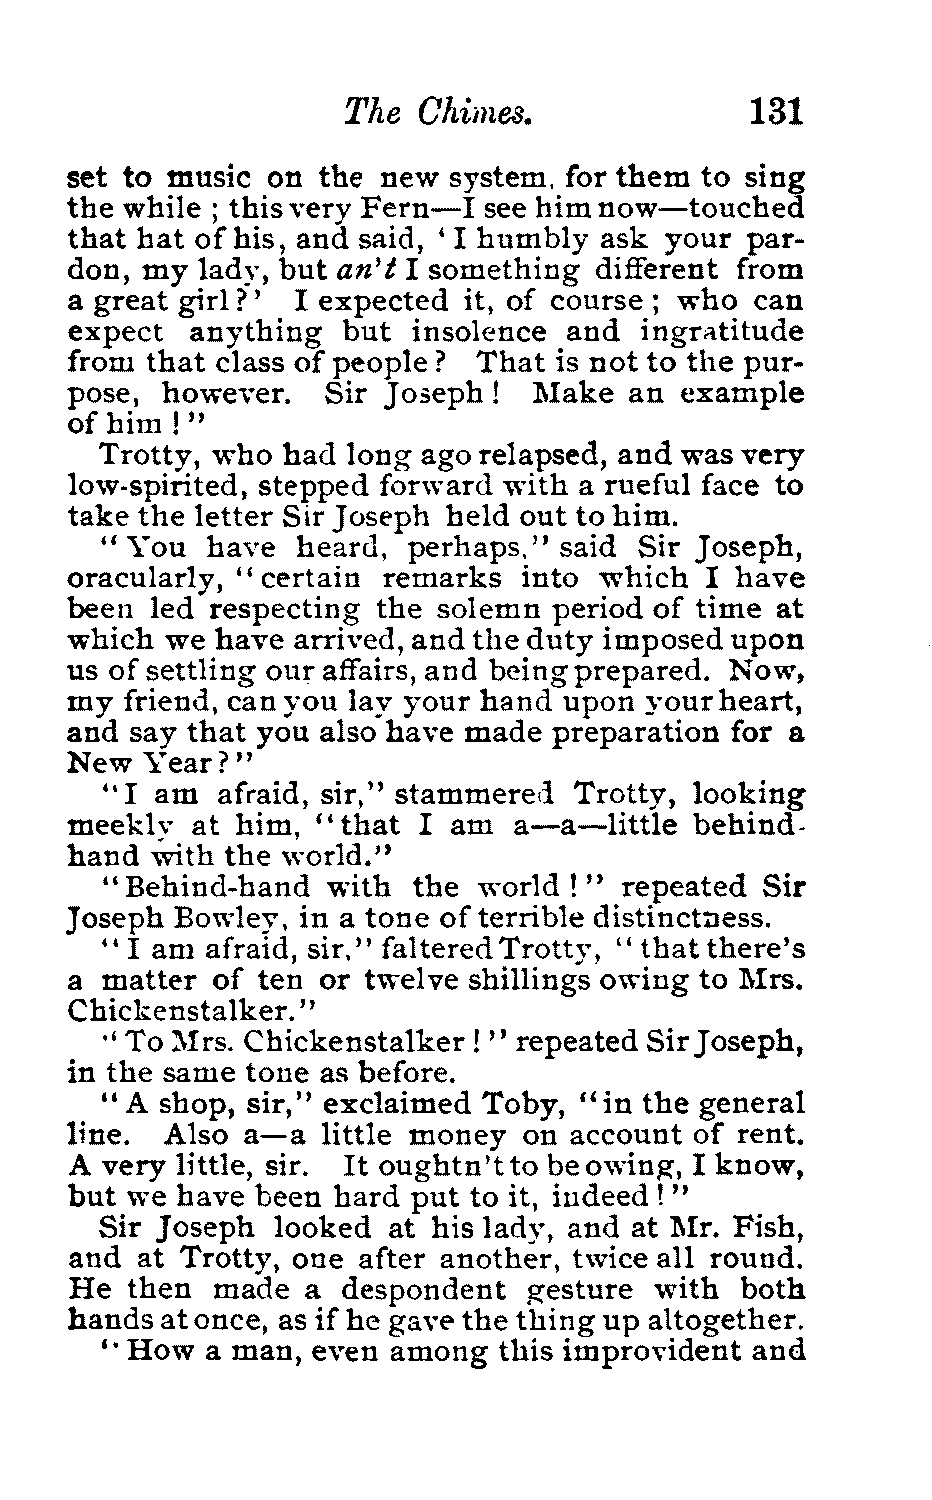 The Chimes. 131
set to music on the new system, for them to sing
the while ; this very Fern—I see him now—touched
that hat of his, and said, ‘ I humbly ask your par-
don, my lady, but an't I something different from
a great girl ?’ I expected it, of course ; who can
expect anything but insolence and ingratitude
from that class of people ? That is not to the pur-
pose, however. Sir Joseph ! Make an example
of him ! ”
Trotty, who had long ago relapsed, and was very
low-spirited, stepped forward with a rueful face to
take the letter Sir Joseph held out to him.
“ You have heard, perhaps,” said Sir Joseph,
oracularly, “ certain remarks into which I have
been led respecting the solemn period of time at
which we have arrived, and the duty imposed upon
us of settling our affairs, and being prepared. Now,
my friend, can you lay your hand upon your heart,
and say that you also have made preparation for a
New Year ? ”
“ I am afraid, sir,” stammered Trotty, looking
meekly at him, “ that I am a—a—little behind-
hand with the world.”
“ Behind-hand with the world ! ” repeated Sir
Joseph Bowley, in a tone of terrible distinctness.
“ I am afraid, sir,” faltered Trotty, “ that there's
a matter of ten or twelve shillings owing to Mrs.
Chickenstalker.”
“ To Mrs. Chickenstalker ! ” repeated Sir Joseph,
in the same tone as before.
“ A shop, sir,” exclaimed Toby, “ in the general
line. Also a—a little money on account of rent.
A very little, sir. It oughtn't to be owing, I know,
but we have been hard put to it, indeed ! ”
Sir Joseph looked at his lady, and at Mr. Fish,
and at Trotty, one after another, twice all round.
He then made a despondent gesture with both
hands at once, as if he gave the thing up altogether.
“ How a man, even among this improvident and